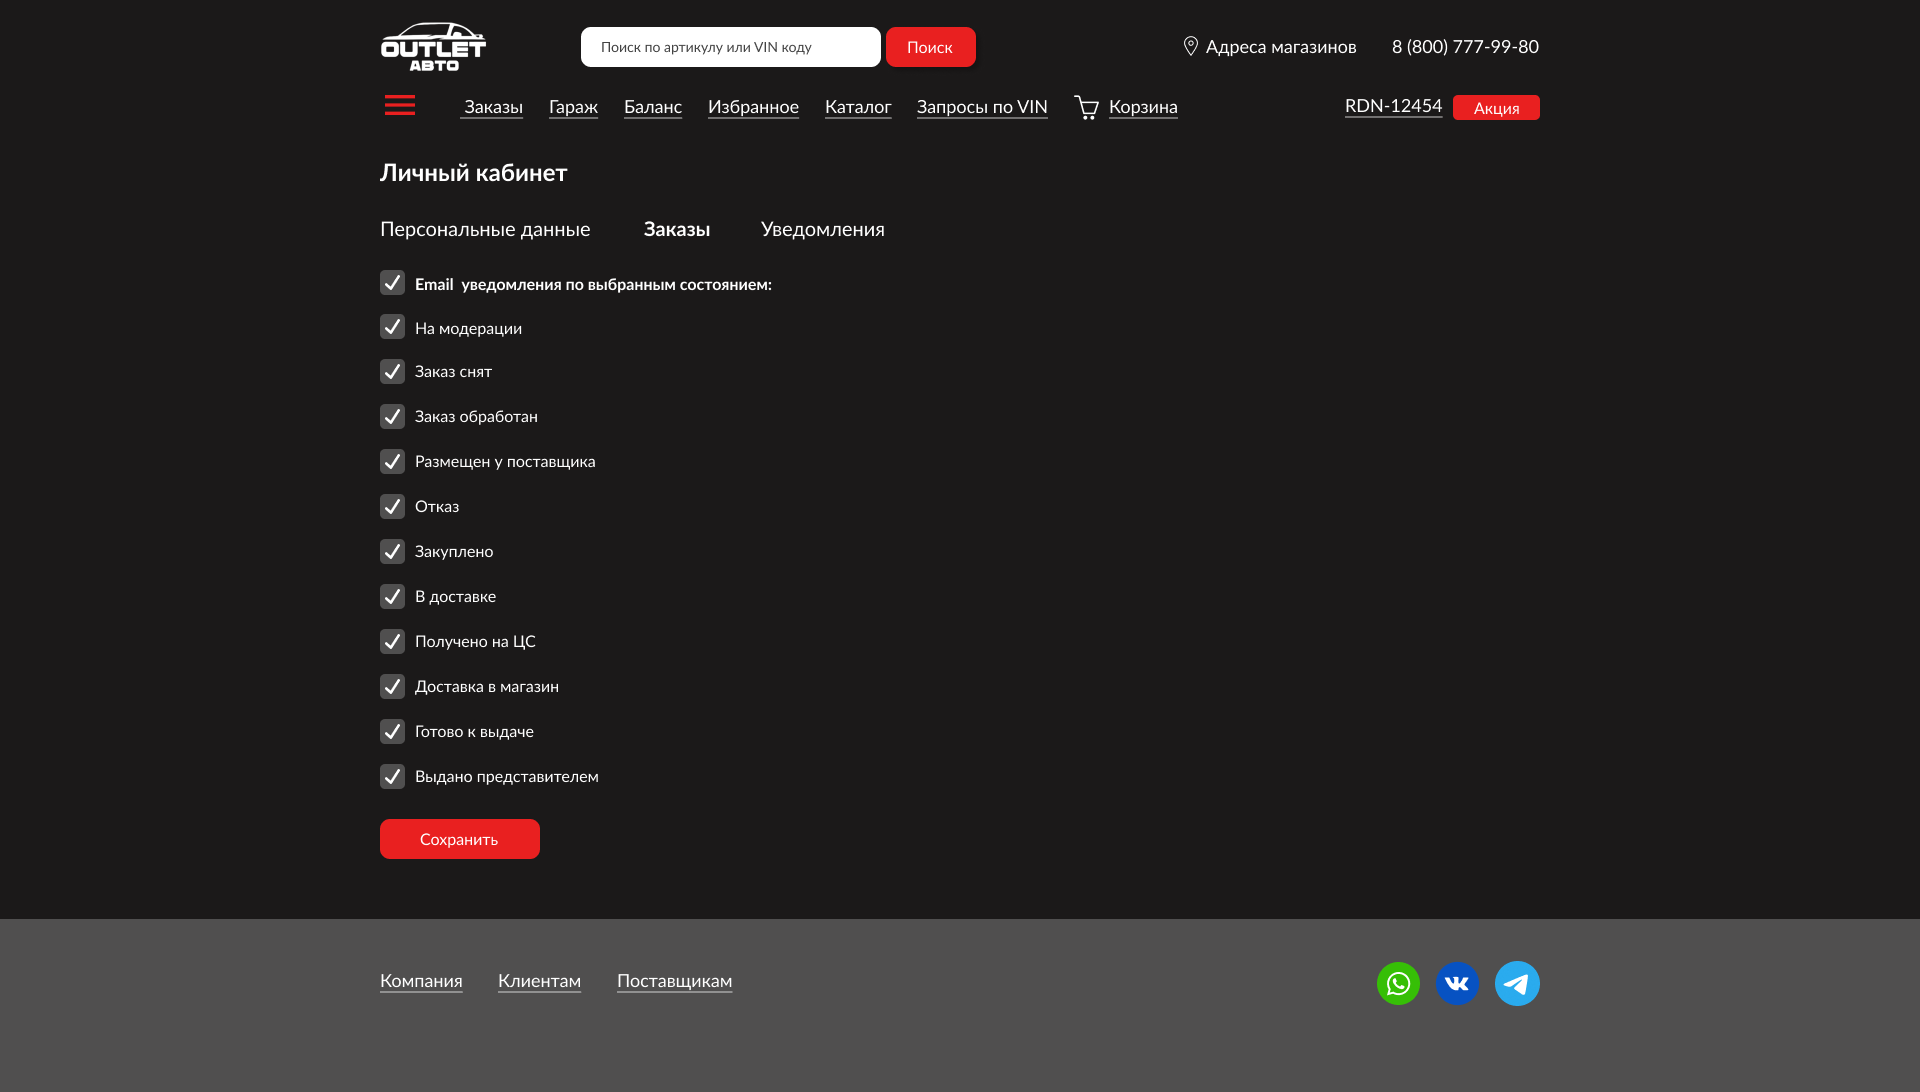 OUTLET
АВТО
Поиск по артикулу или VIN коду
Поиск
Адреса магазинов
8 (800) 777-99-80
Заказы
Гараж
Баланс
Избранное
Каталог
Запросы по VIN
Корзина
RDN-12454
Акция
Личный кабинет
Персональные данные
Заказы
Уведомления
Email  уведомления по выбранным состоянием:
На модерации
Заказ снят
Заказ обработан
Размещен у поставщика
Отказ
Закуплено
В доставке
Получено на ЦС
Доставка в магазин
Готово к выдаче
Выдано представителем
Сохранить
Компания
Клиентам
Поставщикам